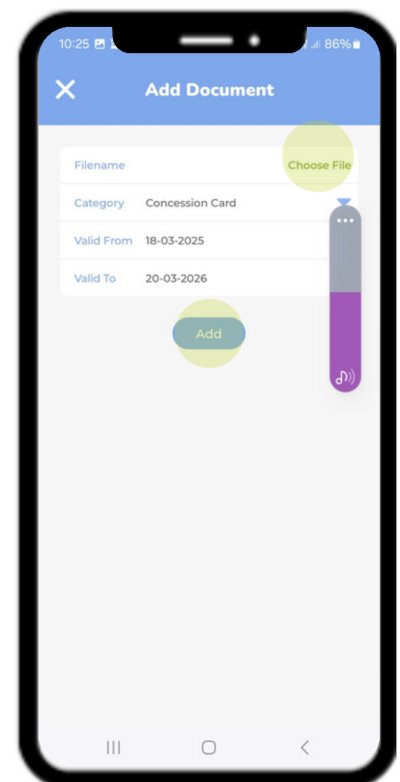 10:25 86%
Add Document
Filename Choose File
Category Concession Card
Valid From 18-03-2025
Valid To 20-03-2026
Add